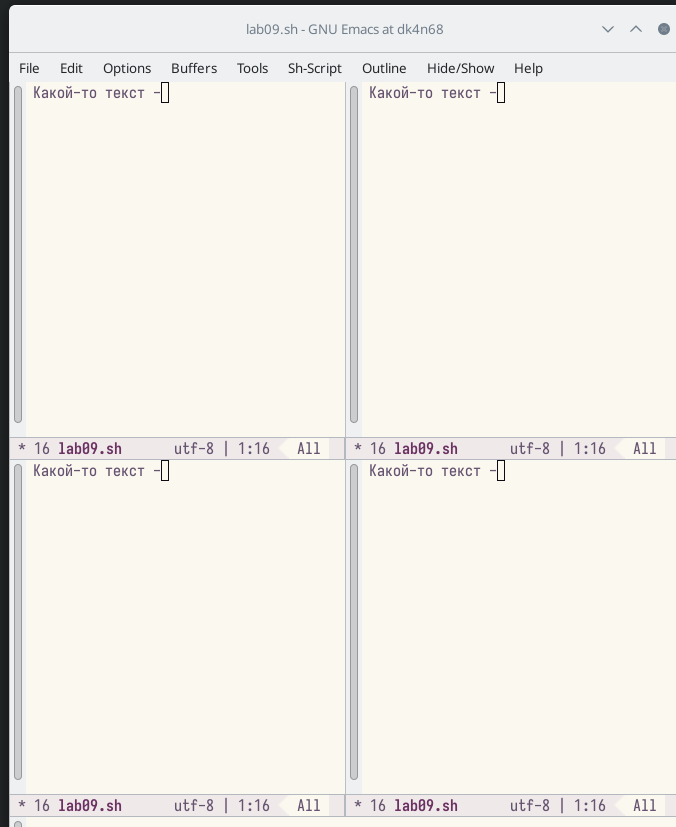 lab09.sh - GNU Emacs at dk4n68
File Edit Options Buffers Tools Sh-Script Outline Hide/Show Help
Какой-то текст - Какой-то текст -
* 16 lab09.sh utf-8 | 1:16 All * 16 lab09.sh utf-8 | 1:16 All
Какой-то текст - Какой-то текст -
* 16 lab09.sh utf-8 | 1:16 All * 16 lab09.sh utf-8 | 1:16 All